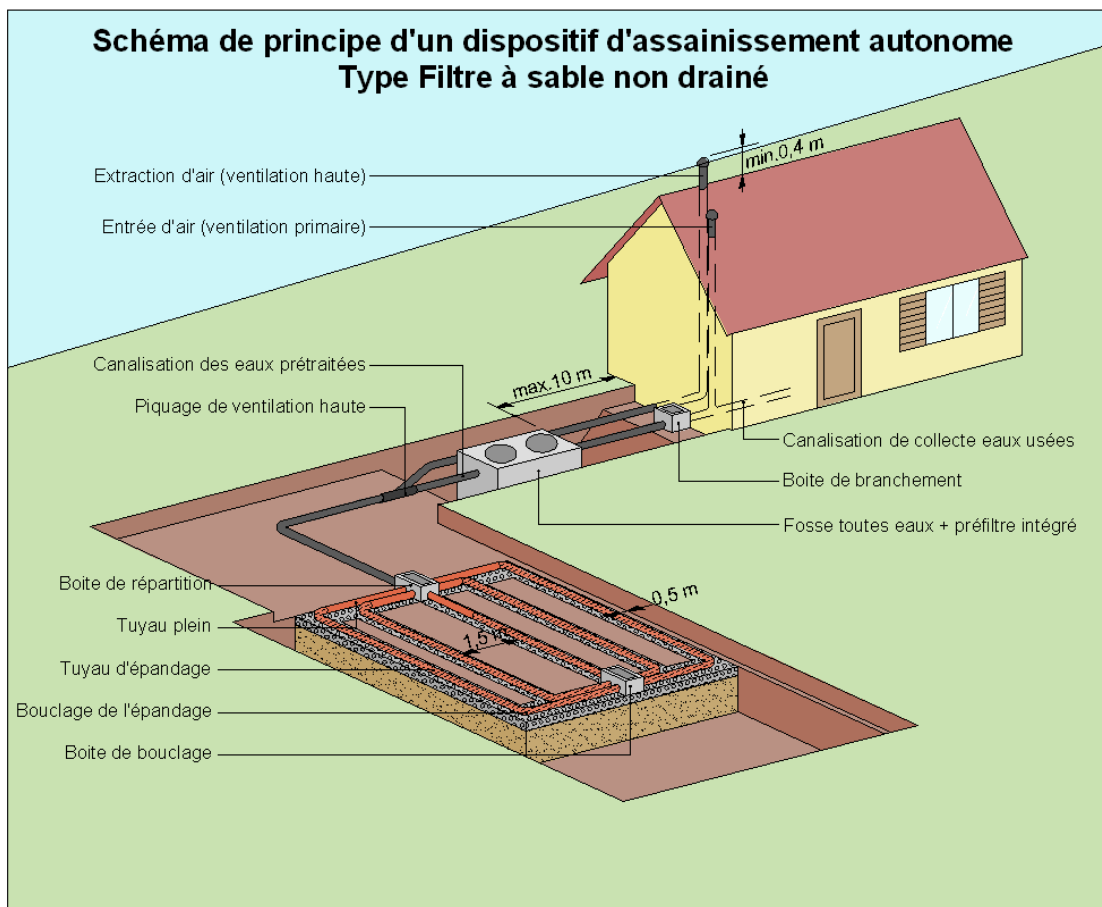 Schéma de principe d'un dispositif d'assainissement autonome
Type Filtre à sable non drainé
min.0,4 m
Extraction d'air (ventilation haute)
Entrée d'air (ventilation primaire)
Canalisation des eaux prétraitées
max.10 m
Piquage de ventilation haute
Canalisation de collecte eaux usées
Boite de branchement
Fosse toutes eaux + préfiltre intégré
Boite de répartition
0,5 m
Tuyau plein
1,5 m
Tuyau d'épandage
Bouclage de l'épandage
Boite de bouclage